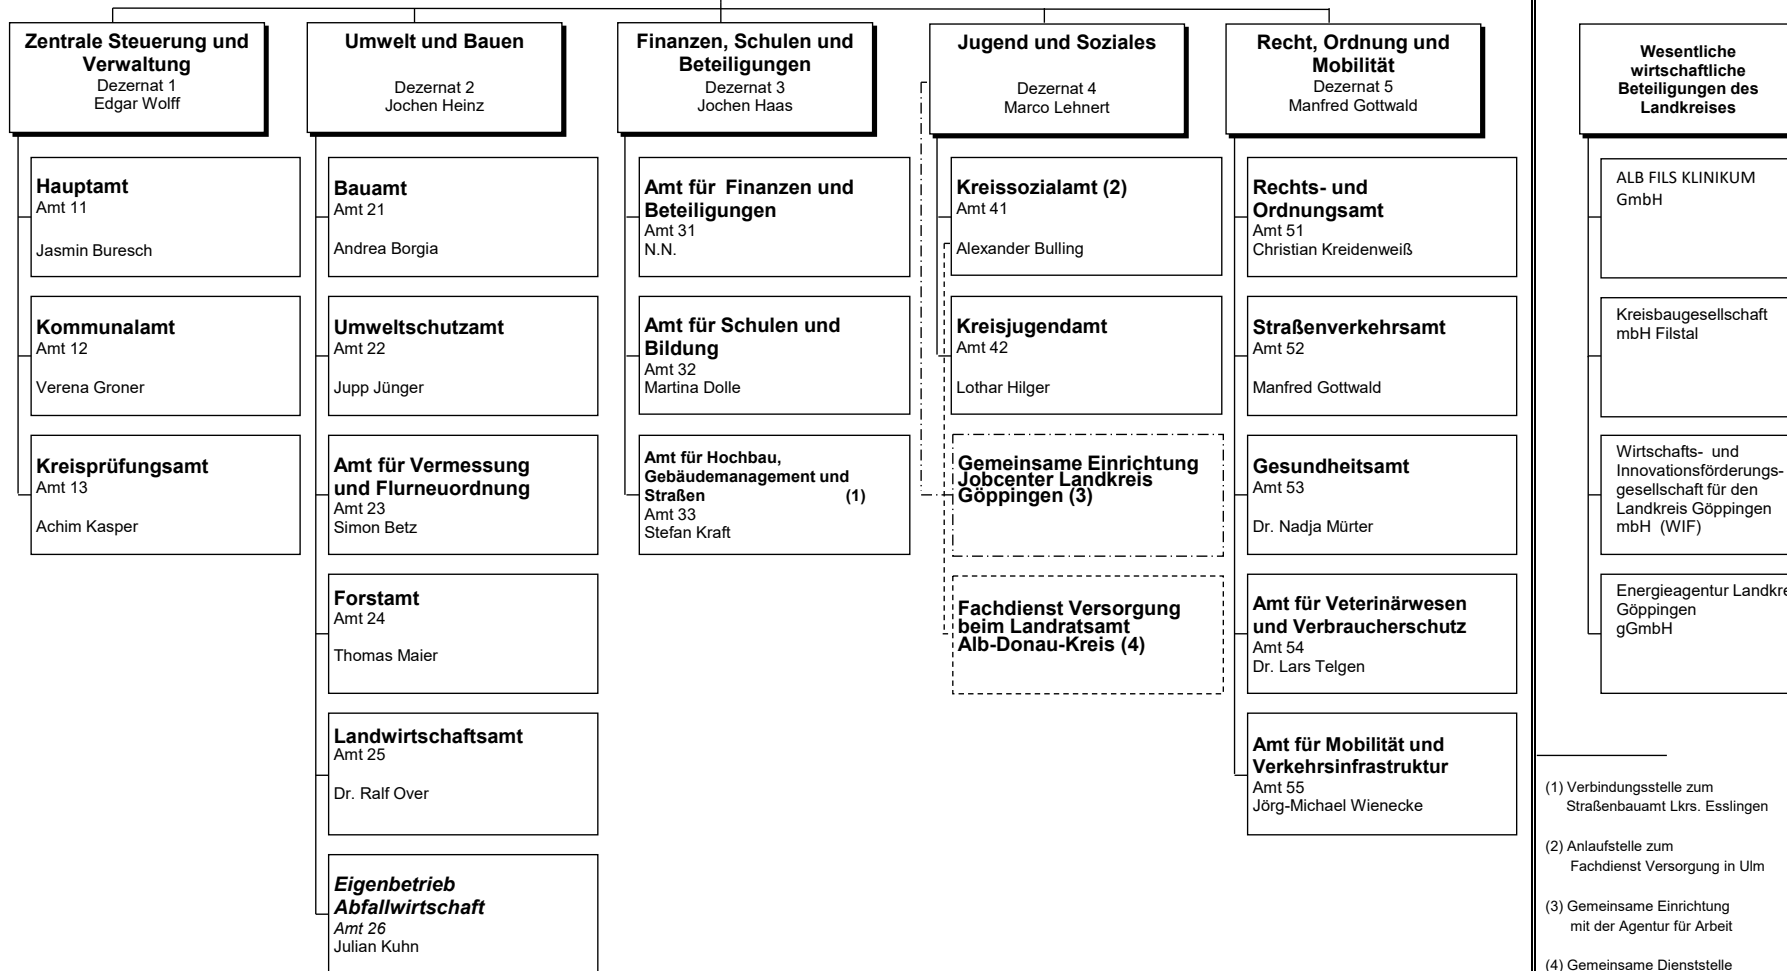 Zentrale Steuerung und
Verwaltung
Dezernat 1
Edgar Wolff
Hauptamt
Amt 11
Jasmin Buresch
Kommunalamt
Amt 12
Verena Groner
Kreisprüfungsamt
Amt 13
Achim Kasper
Umwelt und Bauen
Dezernat 2
Jochen Heinz
Bauamt
Amt 21
Andrea Borgia
Umweltschutzamt
Amt 22
Jupp Jünger
Amt für Vermessung
und Flurneuordnung
Amt 23
Simon Betz
Forstamt
Amt 24
Thomas Maier
Landwirtschaftsamt
Amt 25
Dr. Ralf Over
Eigenbetrieb
Abfallwirtschaft
Amt 26
Julian Kuhn
Finanzen, Schulen und
Beteiligungen
Dezernat 3
Jochen Haas
Amt für Finanzen und
Beteiligungen
Amt 31
N.N.
Amt für Schulen und
Bildung
Amt 32
Martina Dolle
Amt für Hochbau,
Gebäudemanagement und
Straßen (1)
Amt 33
Stefan Kraft
Jugend und Soziales
Dezernat 4
Marco Lehnert
Kreissozialamt (2)
Amt 41
Alexander Bulling
Kreisjugendamt
Amt 42
Lothar Hilger
Gemeinsame Einrichtung
Jobcenter Landkreis
Göppingen (3)
Fachdienst Versorgung
beim Landratsamt
Alb-Donau-Kreis (4)
Recht, Ordnung und
Mobilität
Dezernat 5
Manfred Gottwald
Rechts- und
Ordnungsamt
Amt 51
Christian Kreidenweiß
Straßenverkehrsamt
Amt 52
Manfred Gottwald
Gesundheitsamt
Amt 53
Dr. Nadja Mürter
Amt für Veterinärwesen
und Verbraucherschutz
Amt 54
Dr. Lars Telgen
Amt für Mobilität und
Verkehrsinfrastruktur
Amt 55
Jörg-Michael Wienecke
Wesentliche
wirtschaftliche
Beteiligungen des
Landkreises
ALB FILS KLINIKUM
GmbH
Kreisbaugesellschaft
mbH Filstal
Wirtschafts- und
Innovationsförderungs-
gesellschaft für den
Landkreis Göppingen
mbH (WIF)
Energieagentur Landkre
Göppingen
gGmbH
(1) Verbindungsstelle zum
Straßenbauamt Lkrs. Esslingen
(2) Anlaufstelle zum
Fachdienst Versorgung in Ulm
(3) Gemeinsame Einrichtung
mit der Agentur für Arbeit
(4) Gemeinsame Dienststelle